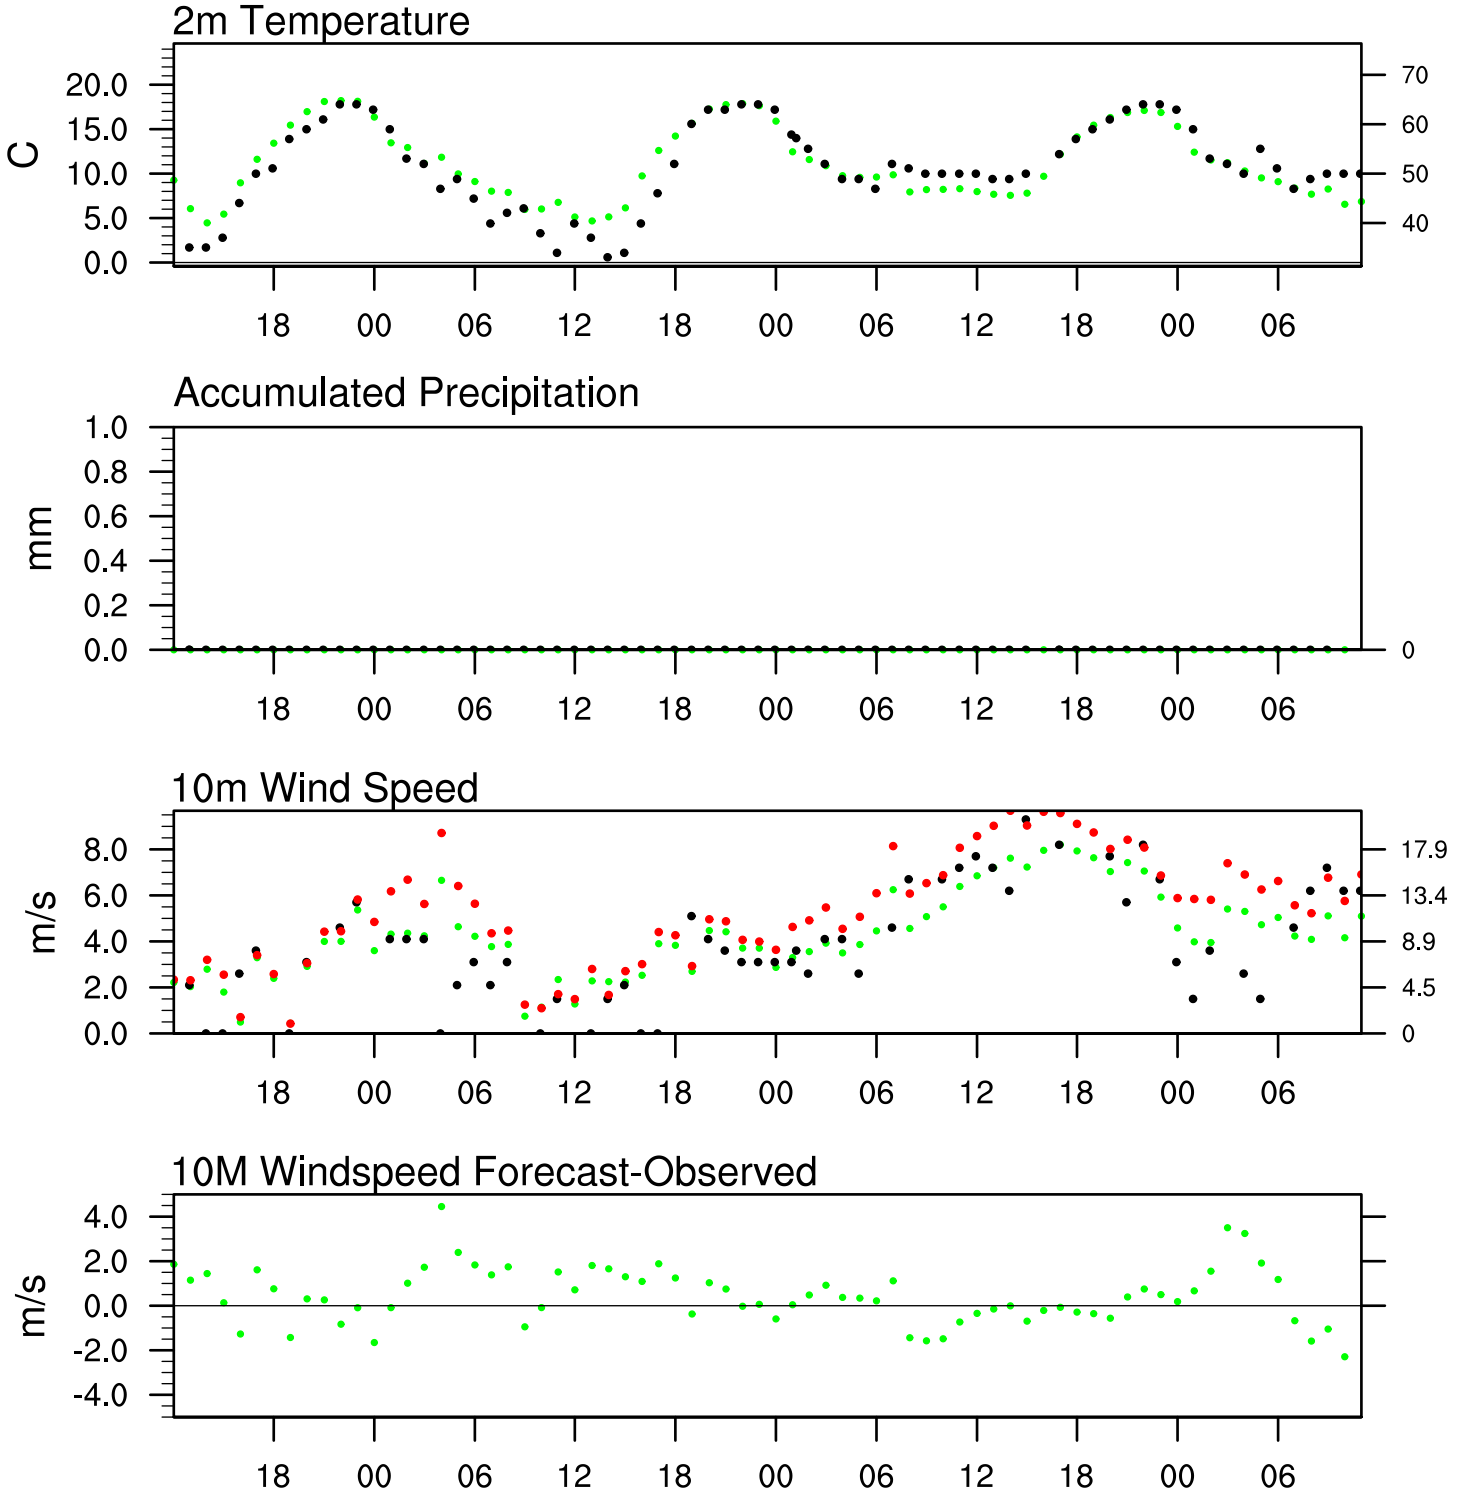 2m Temperature
20.0
15.0
10.0
5.0
0.0
C
70
60
50
40
18 00 06 12 18 00 06 12 18 00 06
Accumulated Precipitation
1.0
0.8
0.6
0.4
0.2
0.0
mm
0
18 00 06 12 18 00 06 12 18 00 06
10m Wind Speed
8.0
6.0
4.0
2.0
0.0
m/s
17.9
13.4
8.9
4.5
0
18 00 06 12 18 00 06 12 18 00 06
10M Windspeed Forecast-Observed
4.0
2.0
0.0
-2.0
-4.0
m/s
18 00 06 12 18 00 06 12 18 00 06